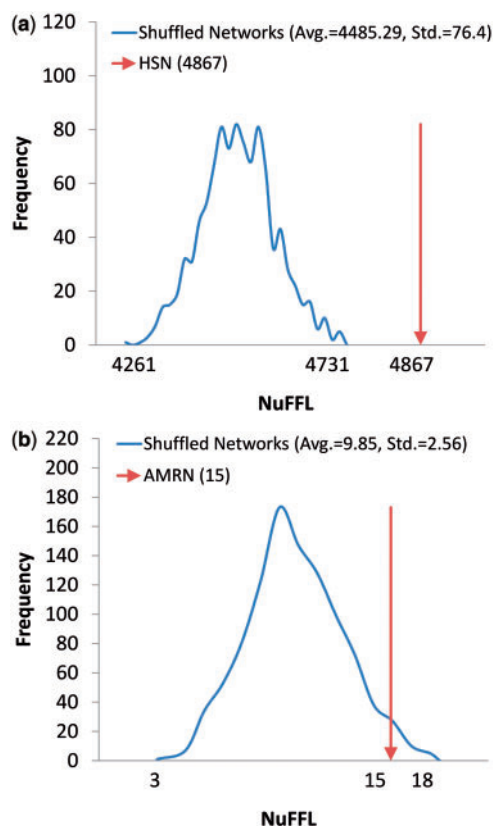 (a)
Shuffled Networks (Avg.=4485.29, Std.=76.4)
HSN (4867)
120
100
80
60
40
20
0
Frequency
4261 4731 4867
NuFFL
(b)
Shuffled Networks (Avg.=9.85, Std.=2.56)
AMRN (15)
220
200
180
160
140
120
100
80
60
40
20
0
Frequency
3 15 18
NuFFL